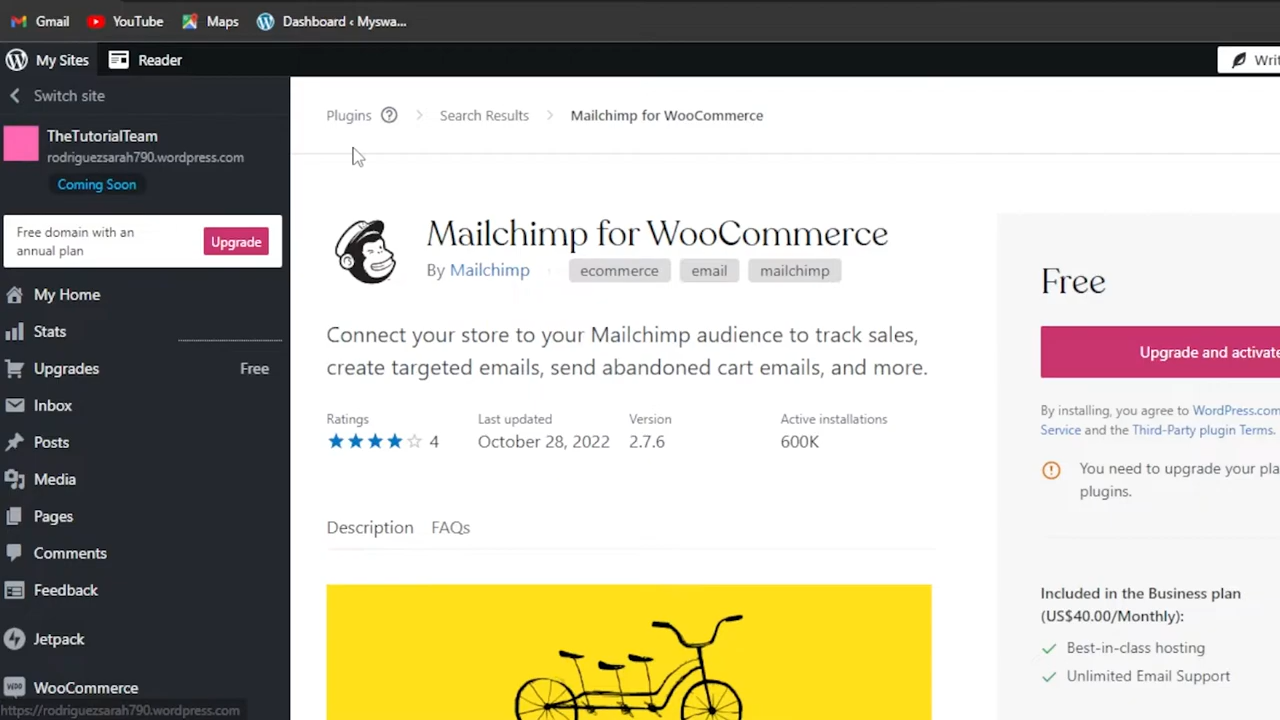 Gmail YouTube Maps Dashboard < Myswa...
My Sites Reader Writ
Switch site
TheTutorialTeam
rodriguezsarah790.wordpress.com
Coming Soon
Free domain with an
annual plan
Upgrade
My Home
Stats
Upgrades Free
Inbox
Posts
Media
Pages
Comments
Feedback
Jetpack
WooCommerce
https://rodriguezsarah790.wordpress.com
Plugins ? > Search Results > Mailchimp for WooCommerce
Mailchimp for WooCommerce
By Mailchimp ecommerce email mailchimp
Connect your store to your Mailchimp audience to track sales,
create targeted emails, send abandoned cart emails, and more.
Ratings Last updated Version Active installations
4 October 28, 2022 2.7.6 600K
Description FAQs
Free
Upgrade and activate
By installing, you agree to WordPress.com
Service and the Third-Party plugin Terms.
You need to upgrade your pla
plugins.
Included in the Business plan
(US$40.00/Monthly):
Best-in-class hosting
Unlimited Email Support